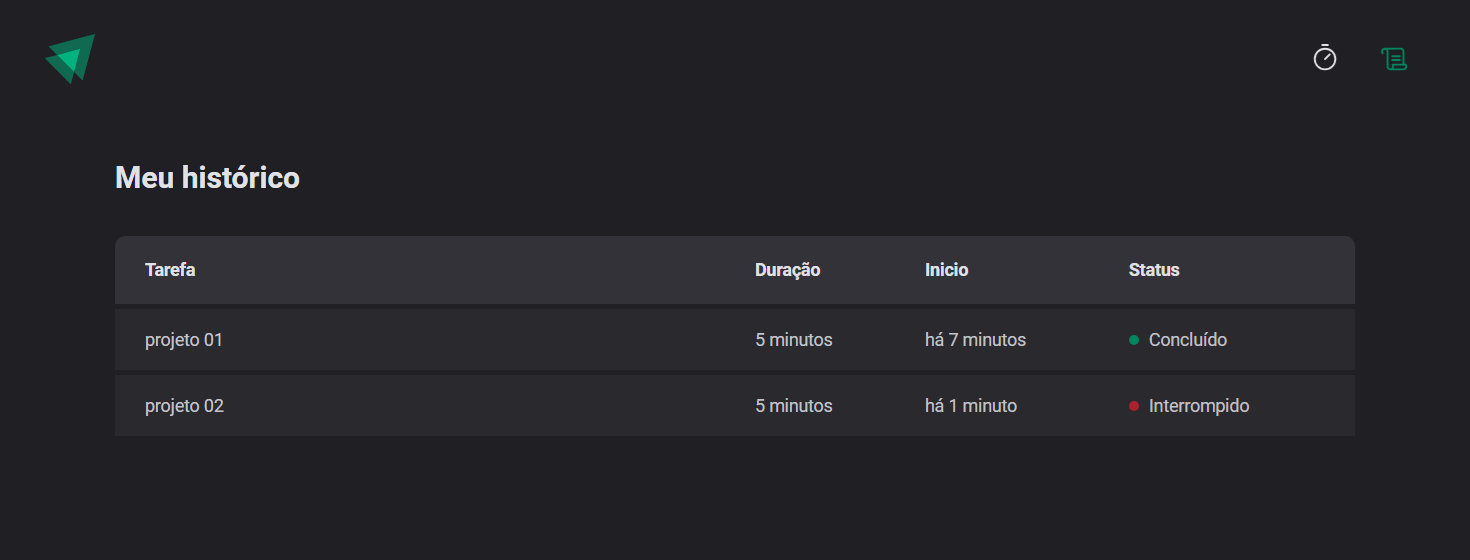 Meu histórico
Tarefa Duração Inicio Status
projeto 01 5 minutos há 7 minutos Concluído
projeto 02 5 minutos há 1 minuto Interrompido